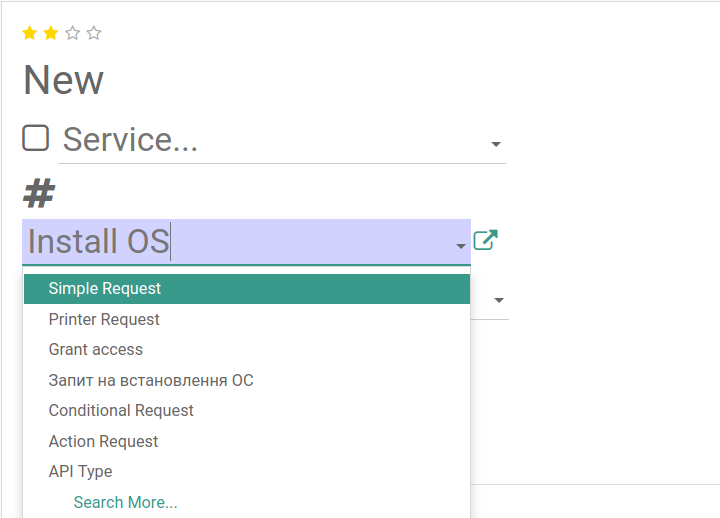 New
Service...
#
Install OS
Simple Request
Printer Request
Grant access
Запит на встановлення ОС
Conditional Request
Action Request
API Type
Search More...